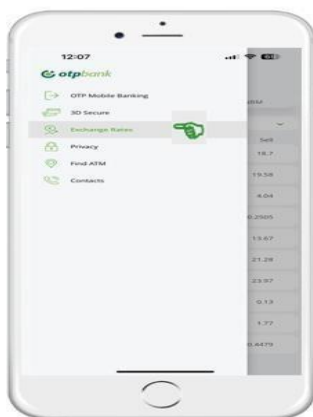 12:07
otpbank
OTP Mobile Banking
3D Secure
Exchange Rates
Privacy
Find ATM
Contacts
Sell
18.7
19.58
4.04
0.2505
13.67
21.28
23.97
0.13
1.77
0.4479